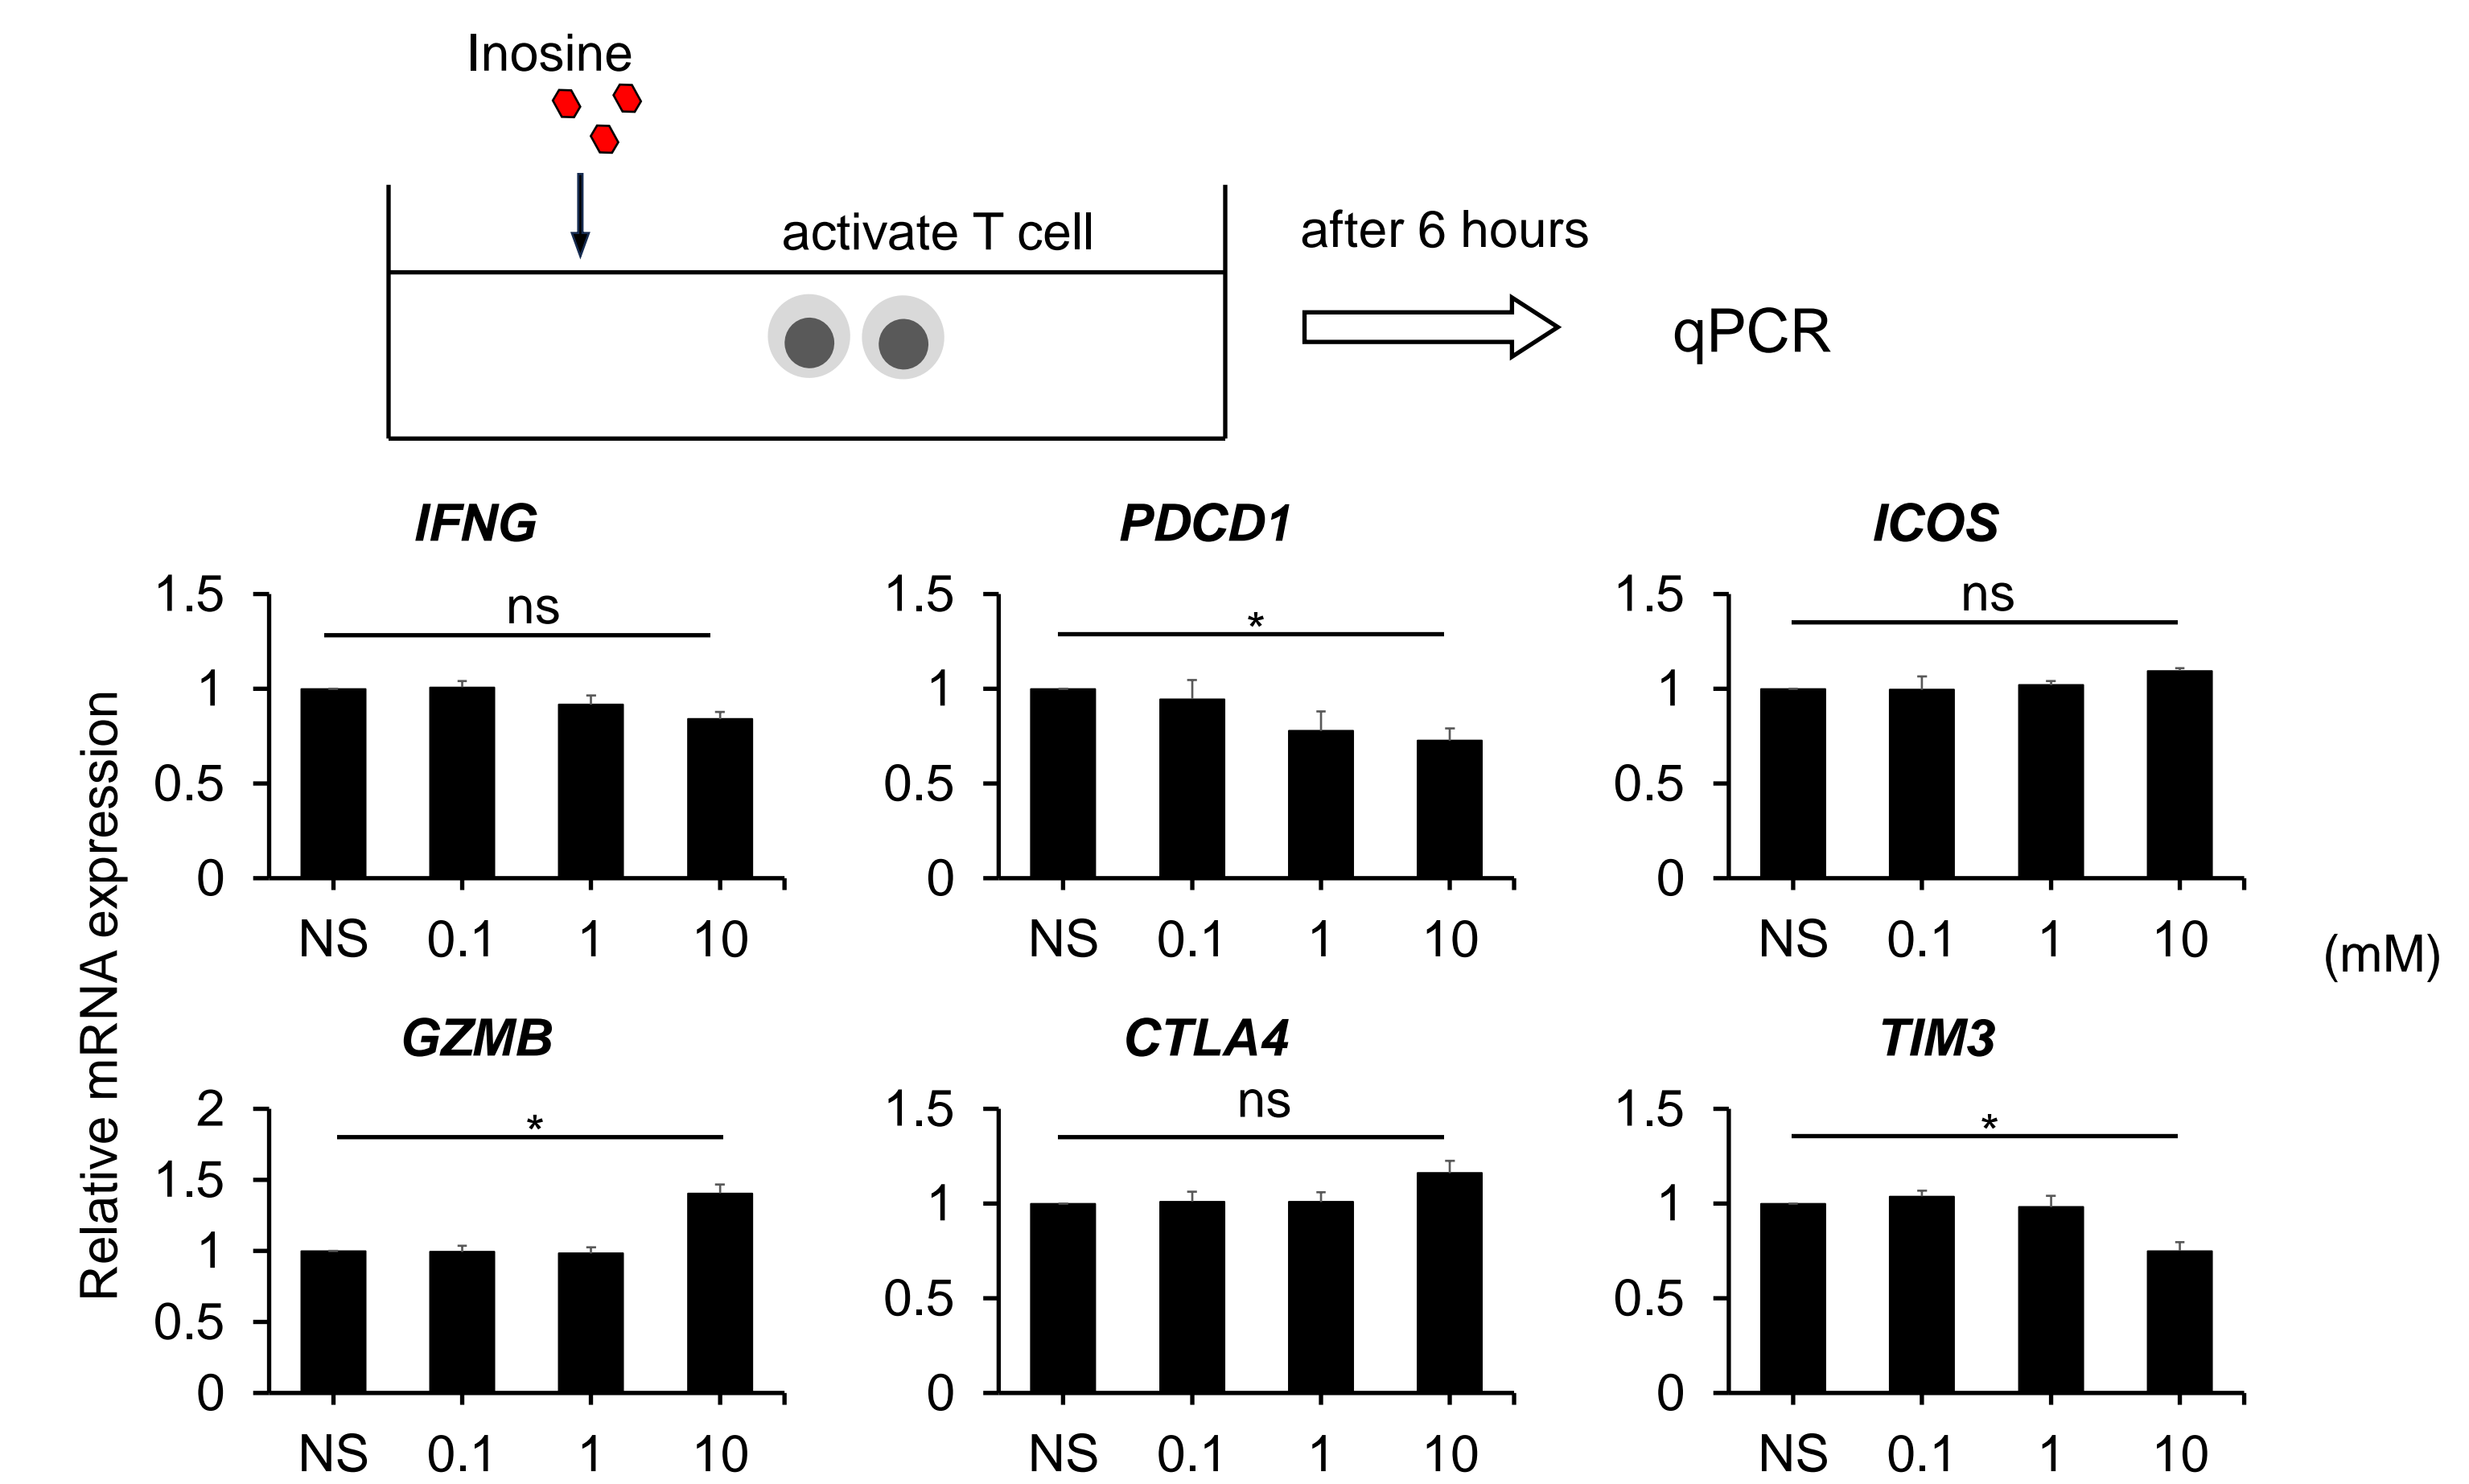 Inosine
activate T cell
after 6 hours
qPCR
Relative mRNA expression
IFNG
1.5
1
0.5
0
ns
NS 0.1 1 10
PDCD1
1.5
1
0.5
0
*
NS 0.1 1 10
ICOS
1.5
1
0.5
0
ns
NS 0.1 1 10
(mM)
GZMB
2
1.5
1
0.5
0
*
NS 0.1 1 10
CTLA4
1.5
1
0.5
0
ns
NS 0.1 1 10
TIM3
1.5
1
0.5
0
*
NS 0.1 1 10